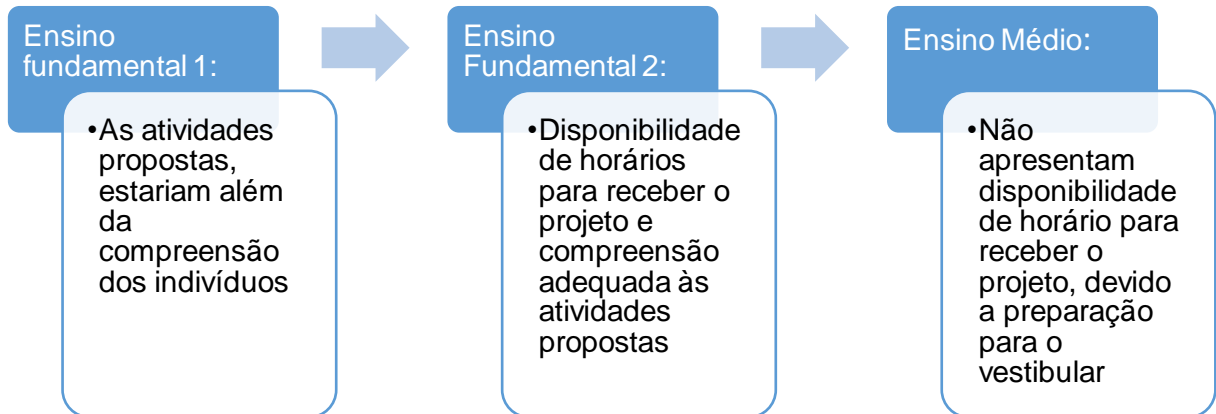 Ensino
fundamental 1:
•As atividades
propostas,
estariam além
da
compreensão
dos indivíduos
Ensino
Fundamental 2:
•Disponibilidade
de horários
para receber o
projeto e
compreensão
adequada às
atividades
propostas
Ensino Médio:
•Não
apresentam
disponibilidade
de horário para
receber o
projeto, devido
a preparação
para o
vestibular